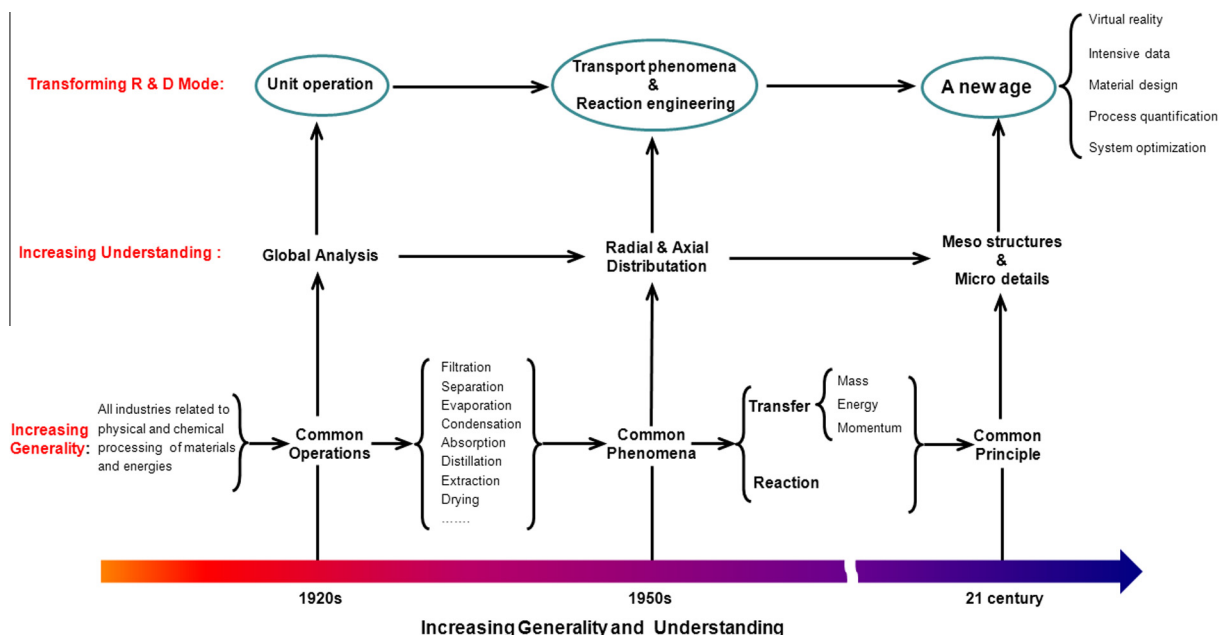 Virtual reality
Intensive data
Material design
Process quantification
System optimization
Transforming R & D Mode:
Unit operation
Transport phenomena
&
Reaction engineering
A new age
Increasing Understanding :
Global Analysis
Radial & Axial
Distribution
Meso structures
&
Micro details
Increasing
Generality:
All industries related to
physical and chemical
processing of materials
and energies
Common
Operations
Filtration
Separation
Evaporation
Condensation
Absorption
Distillation
Extraction
Drying
.......
Common
Phenomena
Transfer
Mass
Energy
Momentum
Reaction
Common
Principle
1920s
1950s
21 century
Increasing Generality and Understanding